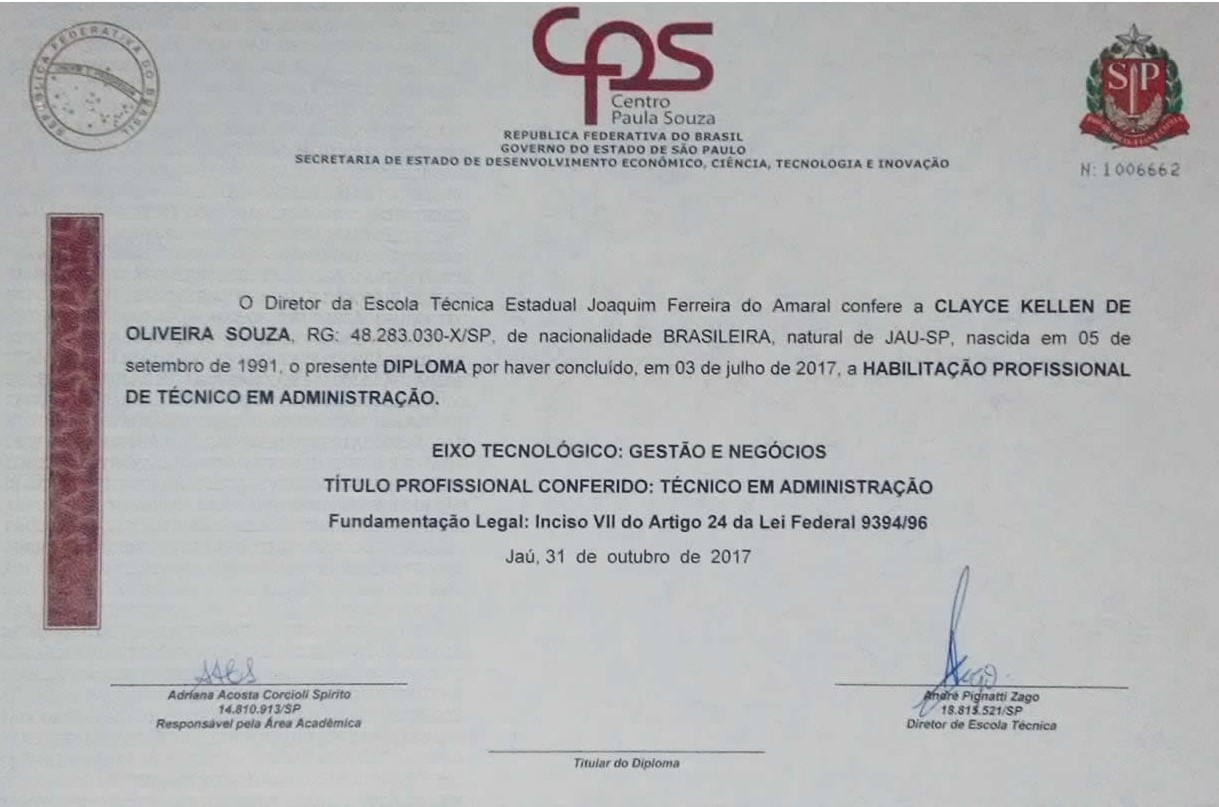 REPÚBLICA FEDERATIVA DO BRASIL
cps
Centro
Paula Souza
REPUBLICA FEDERATIVA DO BRASIL
GOVERNO DO ESTADO DE SÃO PAULO
SECRETARIA DE ESTADO DE DESENVOLVIMENTO ECONÔMICO, CIÊNCIA, TECNOLOGIA E INOVAÇÃO
SP
N: 1006662
O Diretor da Escola Técnica Estadual Joaquim Ferreira do Amaral confere a CLAYCE KELLEN DE
OLIVEIRA SOUZA, RG: 48.283.030-X/SP, de nacionalidade BRASILEIRA, natural de JAU-SP, nascida em 05 de
setembro de 1991, o presente DIPLOMA por haver concluído, em 03 de julho de 2017, a HABILITAÇÃO PROFISSIONAL
DE TÉCNICO EM ADMINISTRAÇÃO.
EIXO TECNOLÓGICO: GESTÃO E NEGÓCIOS
TÍTULO PROFISSIONAL CONFERIDO: TÉCNICO EM ADMINISTRAÇÃO
Fundamentação Legal: Inciso VII do Artigo 24 da Lei Federal 9394/96
Jaú, 31 de outubro de 2017
Adriana Acosta Corcioli Spirito
14.810.913/SP
Responsável pela Área Acadêmica
André Pignatti Zago
18.815.521/SP
Diretor de Escola Técnica
Titular do Diploma